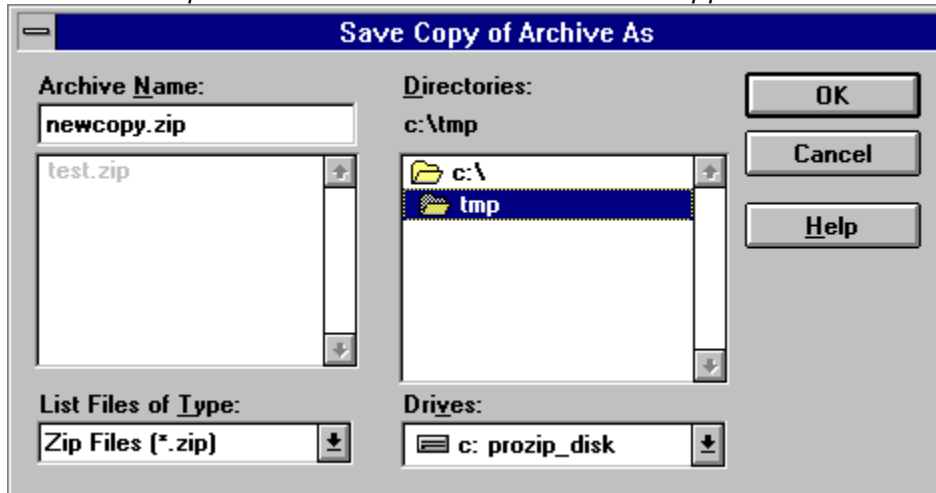 Save Copy of Archive As
Archive Name:
newcopy.zip
test.zip
List Files of Type:
Zip Files (*.zip)
Directories:
c:\tmp
c:\
tmp
Drives:
c: prozip_disk
OK
Cancel
Help